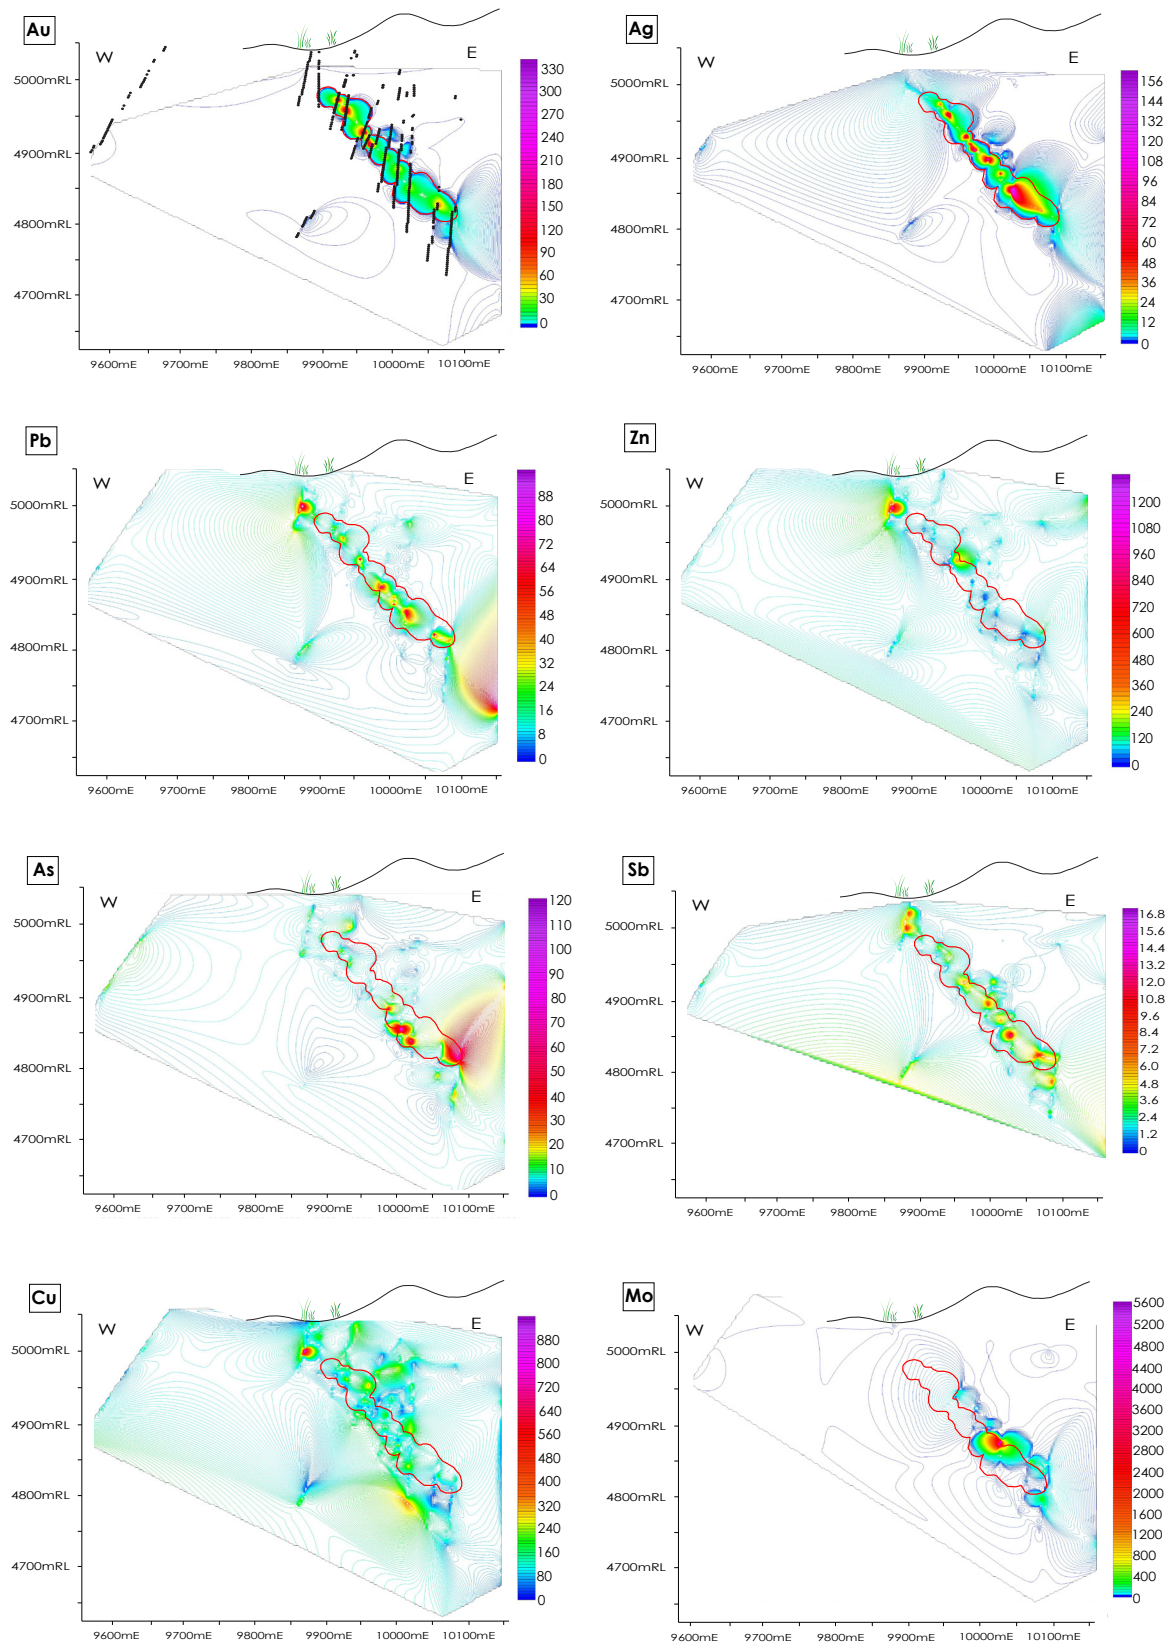 Au
W
E
5000mRL
4900mRL
4800mRL
4700mRL
9600mE 9700mE 9800mE 9900mE 10000mE 10100mE
330
300
270
240
210
180
150
120
90
60
30
0
Ag
W
E
5000mRL
4900mRL
4800mRL
4700mRL
9600mE 9700mE 9800mE 9900mE 10000mE 10100mE
156
144
132
120
108
96
84
72
60
48
36
24
12
0
Pb
W
E
5000mRL
4900mRL
4800mRL
4700mRL
9600mE 9700mE 9800mE 9900mE 10000mE 10100mE
88
80
72
64
56
48
40
32
24
16
8
0
Zn
W
E
5000mRL
4900mRL
4800mRL
4700mRL
9600mE 9700mE 9800mE 9900mE 10000mE 10100mE
1200
1080
960
840
720
600
480
360
240
120
0
As
W
E
5000mRL
4900mRL
4800mRL
4700mRL
9600mE 9700mE 9800mE 9900mE 10000mE 10100mE
120
110
100
90
80
70
60
50
40
30
20
10
0
Sb
W
E
5000mRL
4900mRL
4800mRL
4700mRL
9600mE 9700mE 9800mE 9900mE 10000mE 10100mE
16.8
15.6
14.4
13.2
12.0
10.8
9.6
8.4
7.2
6.0
4.8
3.6
2.4
1.2
0
Cu
W
E
5000mRL
4900mRL
4800mRL
4700mRL
9600mE 9700mE 9800mE 9900mE 10000mE 10100mE
880
800
720
640
560
480
400
320
240
160
80
0
Mo
W
E
5000mRL
4900mRL
4800mRL
4700mRL
9600mE 9700mE 9800mE 9900mE 10000mE 10100mE
5600
5200
4800
4400
4000
3600
3200
2800
2400
2000
1600
1200
800
400
0